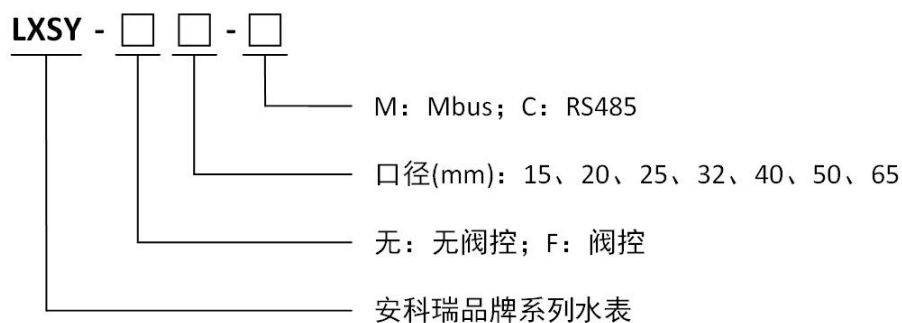 LXSY - □ □ - □
M：Mbus；C：RS485
口径(mm)：15、20、25、32、40、50、65
无：无阀控；F：阀控
安科瑞品牌系列水表